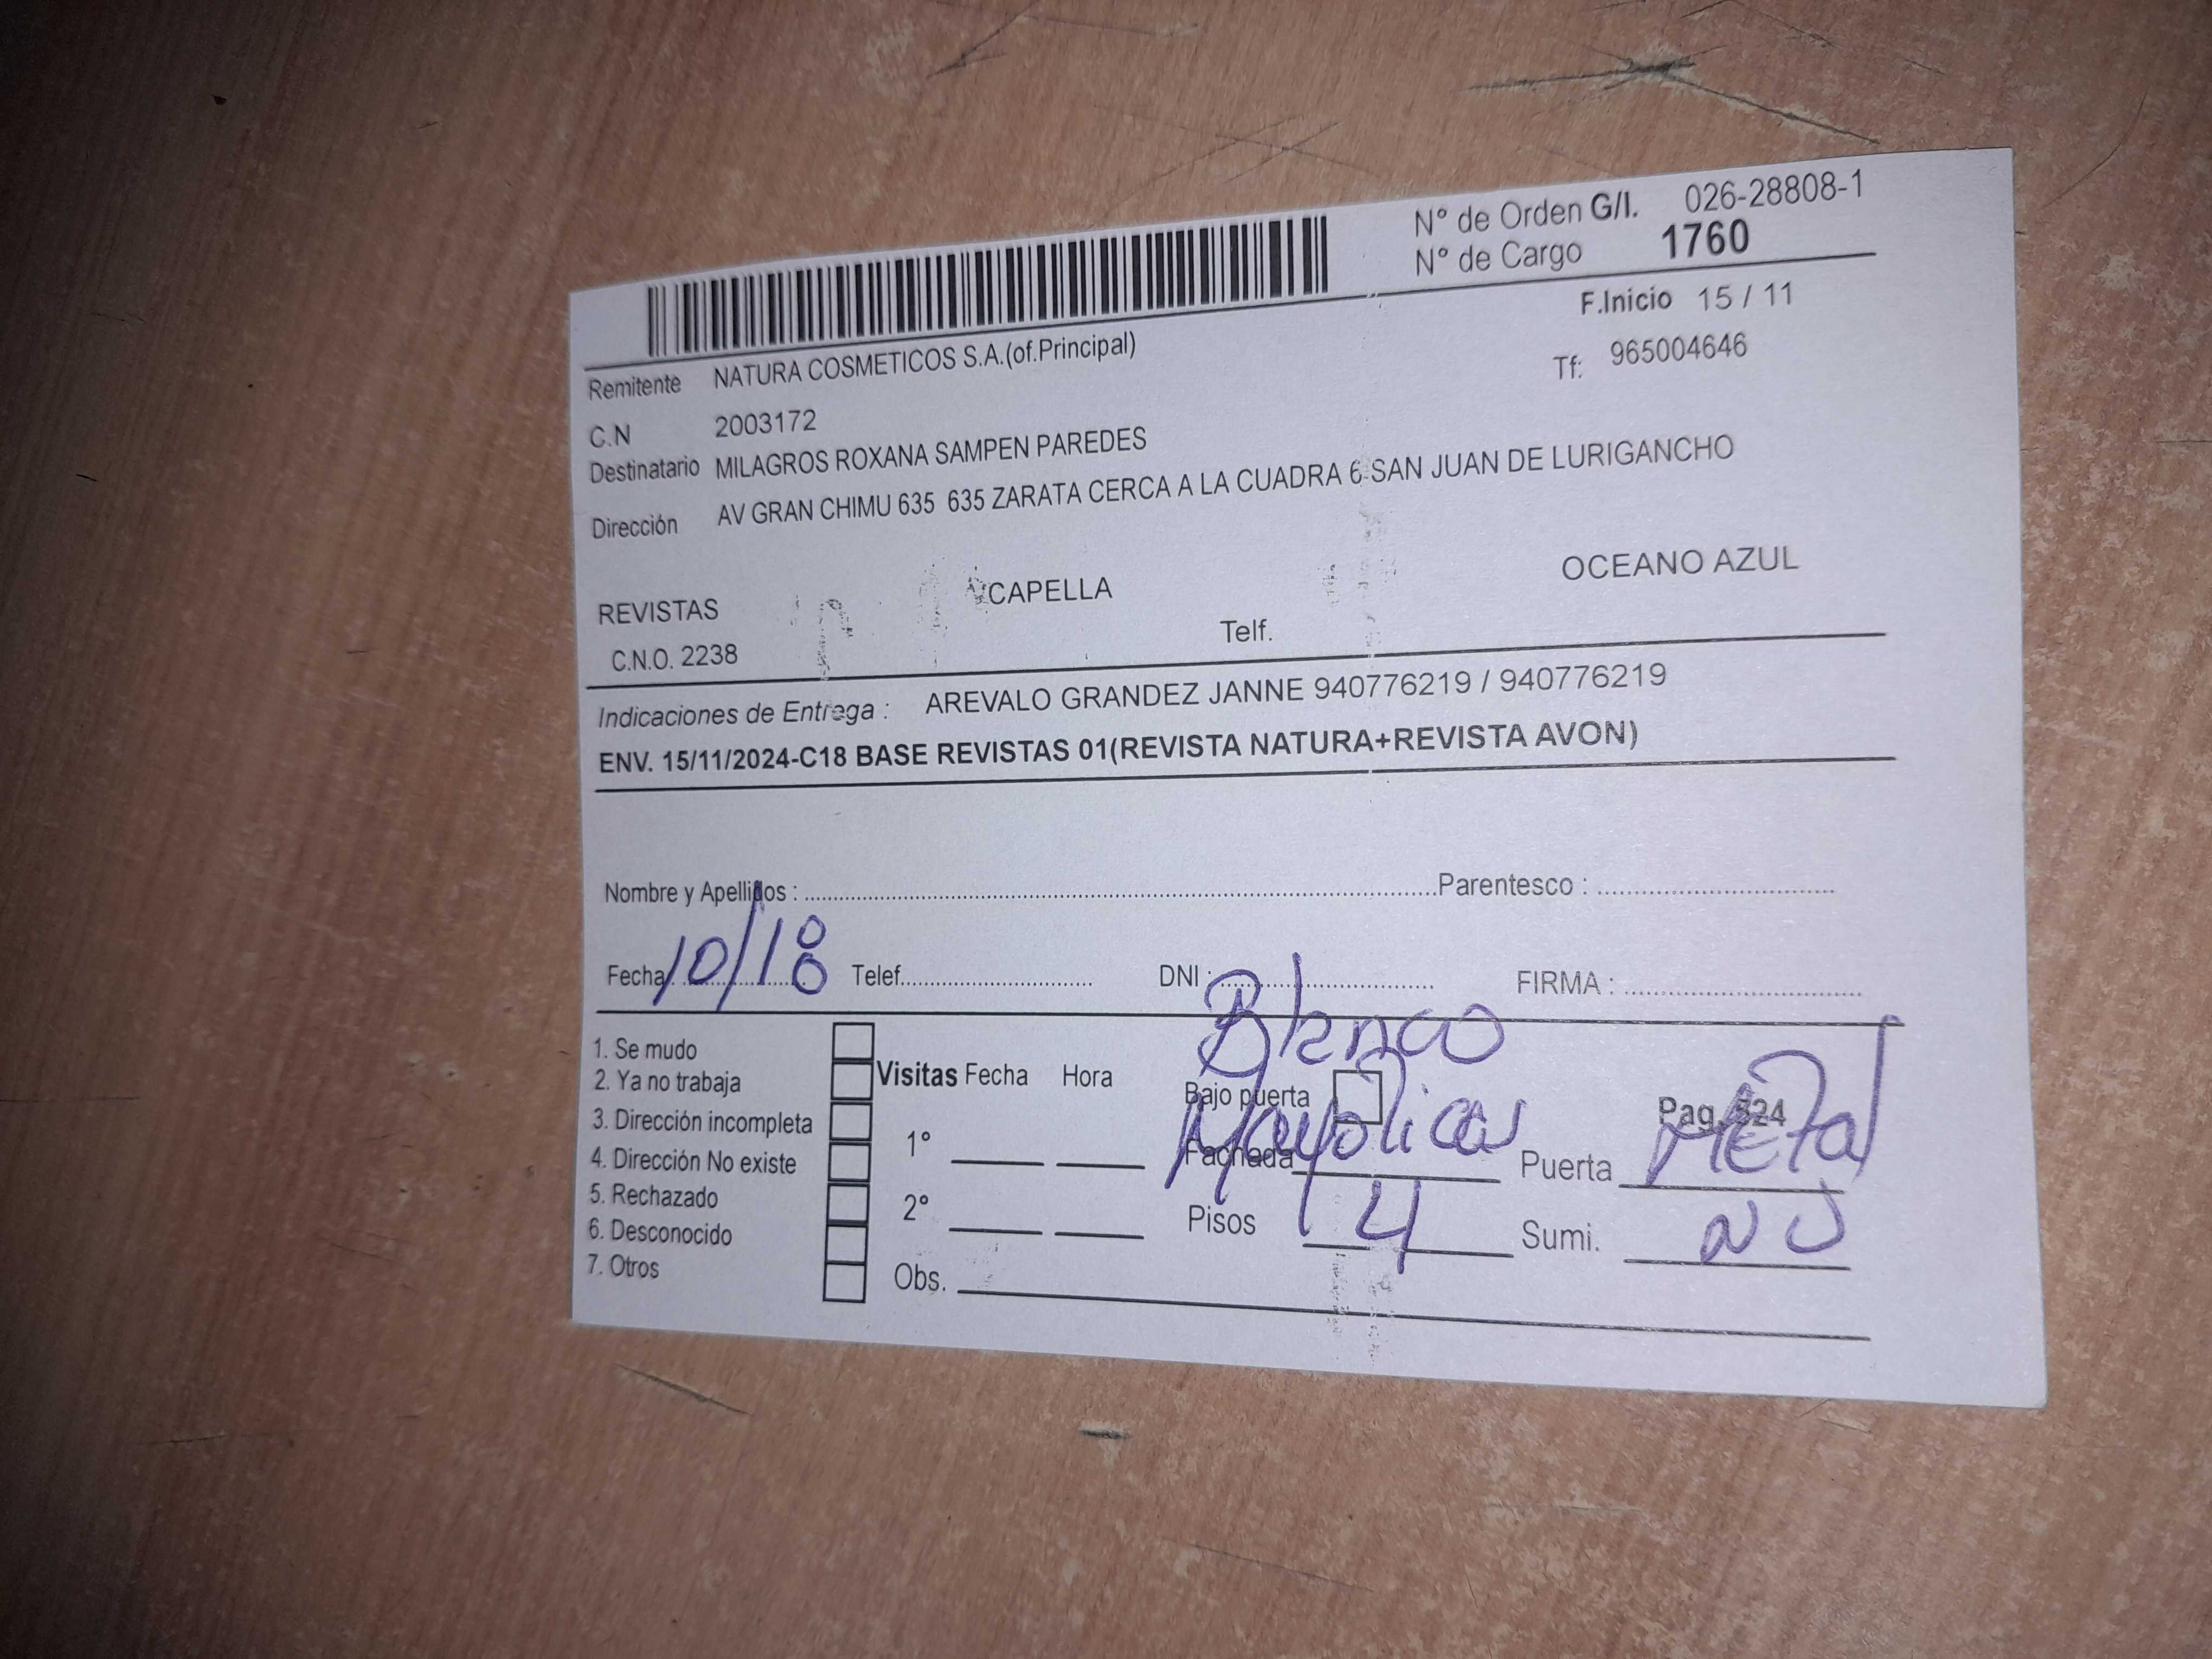 N° de Orden G/I. 026-28808-1
N° de Cargo 1760
F.Inicio 15 / 11
Remitente NATURA COSMETICOS S.A.(of.Principal)
Tf: 965004646
C.N 2003172
Destinatario MILAGROS ROXANA SAMPEN PAREDES
Dirección AV GRAN CHIMU 635 635 ZARATA CERCA A LA CUADRA 6 SAN JUAN DE LURIGANCHO
REVISTAS CAPELLA OCEANO AZUL
C.N.O. 2238 Telf.
Indicaciones de Entrega : AREVALO GRANDEZ JANNE 940776219 / 940776219
ENV. 15/11/2024-C18 BASE REVISTAS 01(REVISTA NATURA+REVISTA AVON)
Nombre y Apellidos : Parentesco :
Fecha 10/18 Telef. DNI : FIRMA :
Blanco
1. Se mudo
2. Ya no trabaja
3. Dirección incompleta
4. Dirección No existe
5. Rechazado
6. Desconocido
7. Otros
Visitas Fecha Hora
1°
2°
Obs.
Bajo puerta Pag. 324
Fachada Mayolicas Puerta Metal
Pisos 4 Sumi.